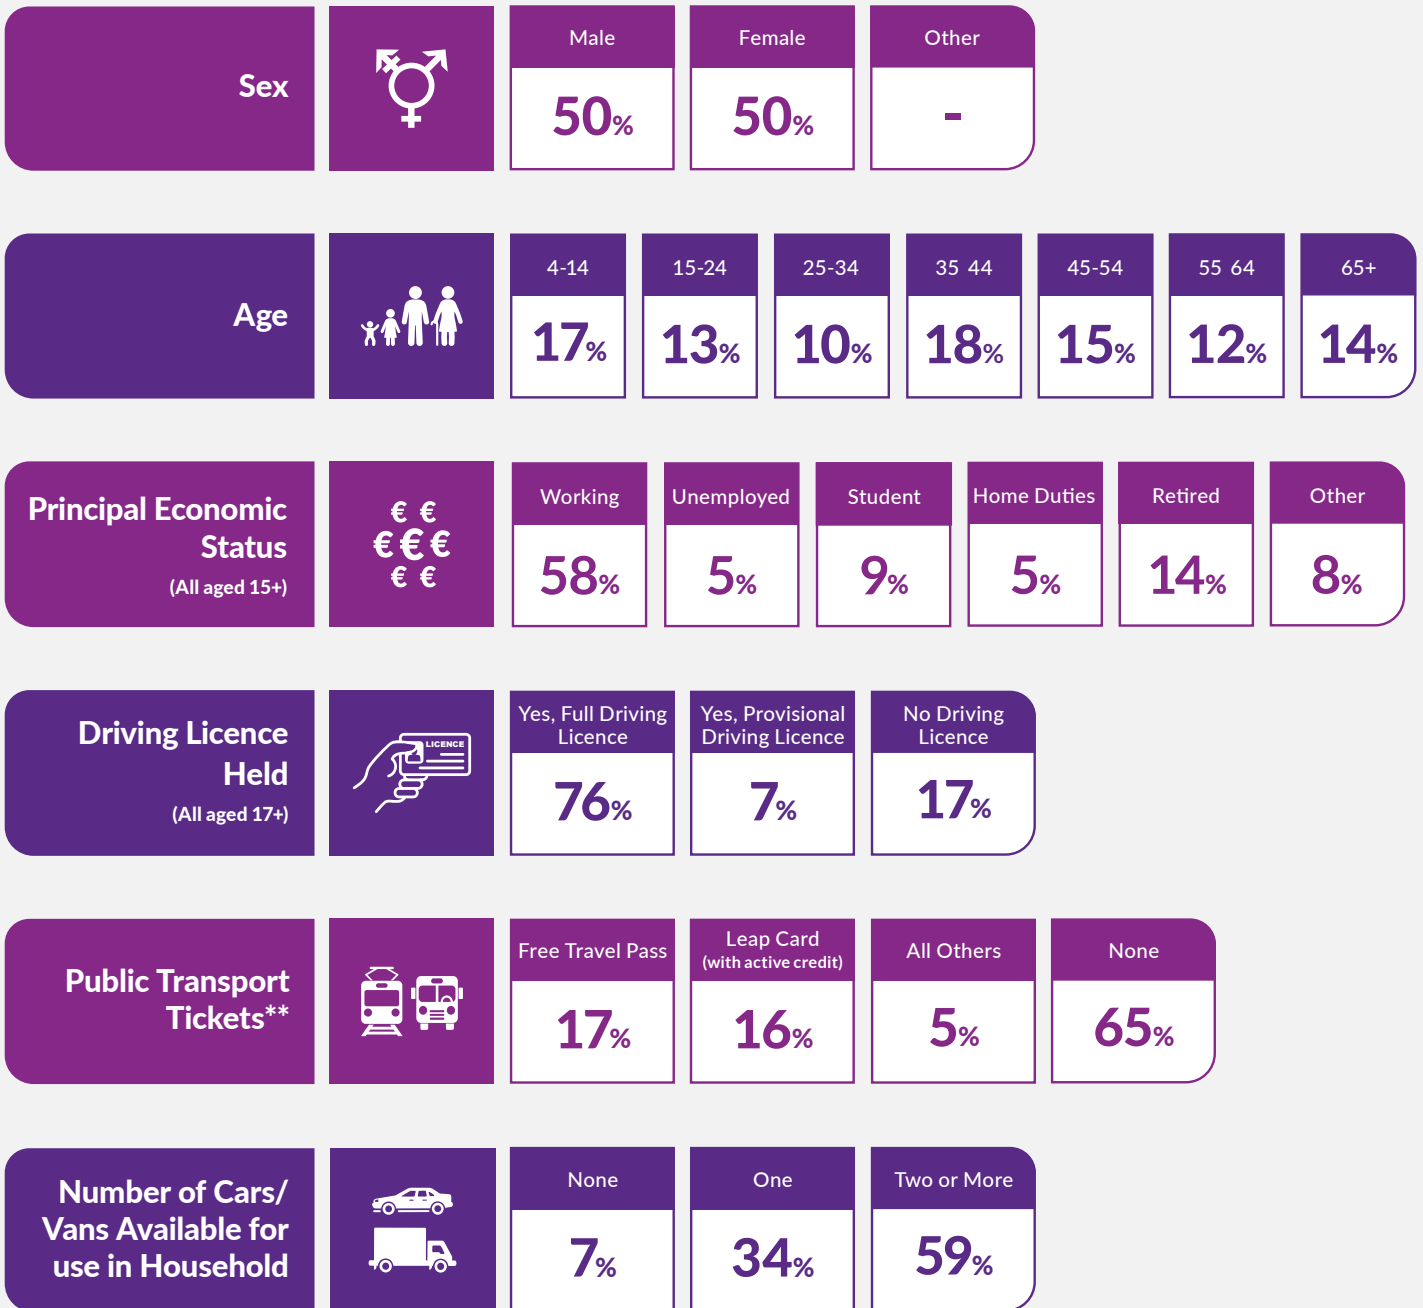 Sex
Male
Female
Other
50%
50%
-
Age
4-14
15-24
25-34
35 44
45-54
55 64
65+
17%
13%
10%
18%
15%
12%
14%
Principal Economic
Status
(All aged 15+)
€ €
€ € €
€ €
Working
Unemployed
Student
Home Duties
Retired
Other
58%
5%
9%
5%
14%
8%
Driving Licence
Held
(All aged 17+)
LICENCE
Yes, Full Driving
Licence
Yes, Provisional
Driving Licence
No Driving
Licence
76%
7%
17%
Public Transport
Tickets**
Free Travel Pass
Leap Card
(with active credit)
All Others
None
17%
16%
5%
65%
Number of Cars/
Vans Available for
use in Household
None
One
Two or More
7%
34%
59%